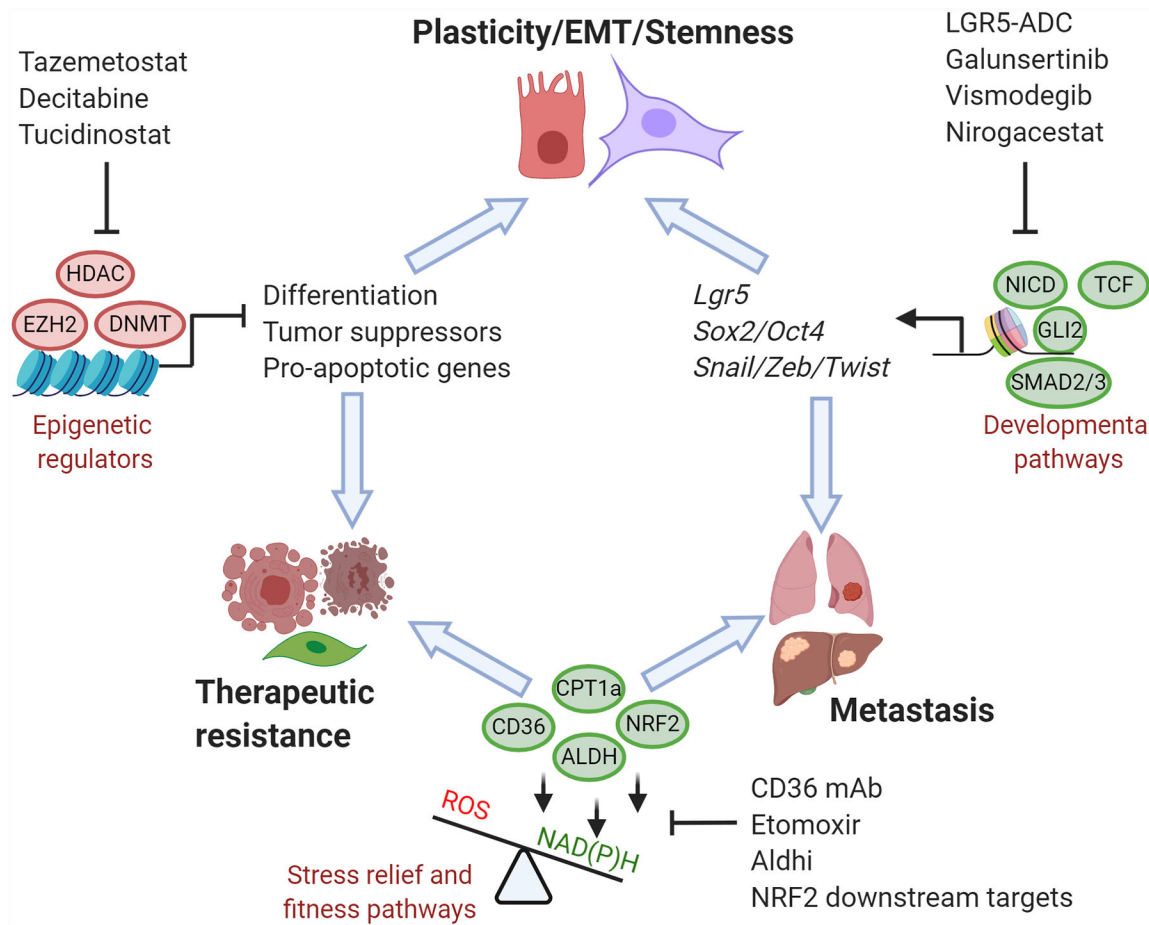 Plasticity/EMT/Stemness
Tazemetostat
Decitabine
Tucidinostat
LGR5-ADC
Galunsertinib
Vismodegib
Nirogacestat
HDAC
EZH2
DNMT
Epigenetic
regulators
Differentiation
Tumor suppressors
Pro-apoptotic genes
Lgr5
Sox2/Oct4
Snail/Zeb/Twist
NICD
TCF
GLI2
SMAD2/3
Developmenta
pathways
Therapeutic
resistance
Metastasis
CPT1a
CD36
NRF2
ALDH
ROS
NAD(P)H
Stress relief and
fitness pathways
CD36 mAb
Etomoxir
Aldhi
NRF2 downstream targets